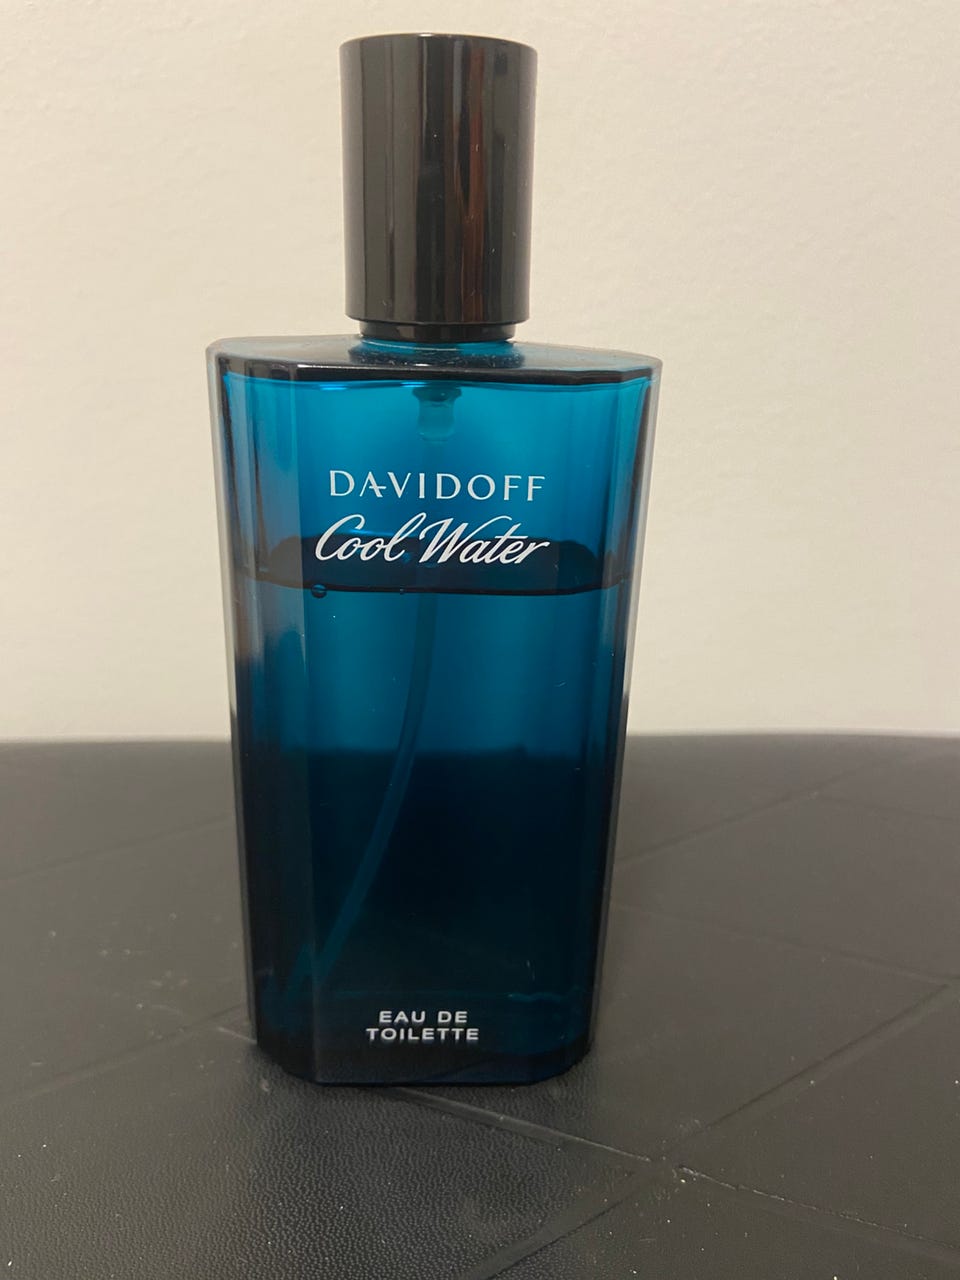 DAVIDOFF
Cool Water
EAU DE
TOILETTE